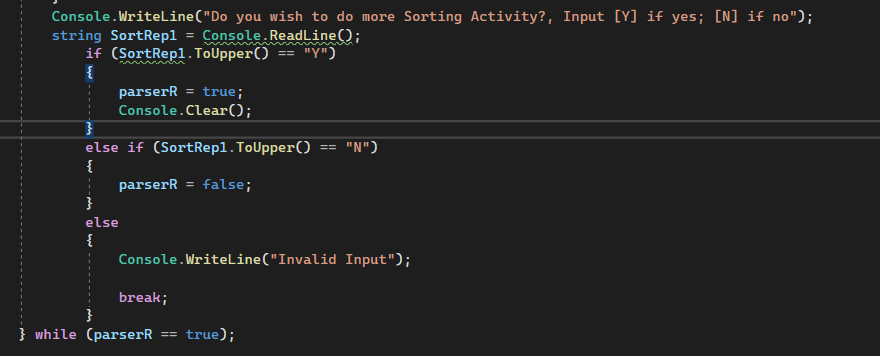 }
Console.WriteLine("Do you wish to do more Sorting Activity?, Input [Y] if yes; [N] if no");
string SortRep1 = Console.ReadLine();
if (SortRep1.ToUpper() == "Y")
{
parserR = true;
Console.Clear();
}
else if (SortRep1.ToUpper() == "N")
{
parserR = false;
}
else
{
Console.WriteLine("Invalid Input");
break;
}
} while (parserR == true);